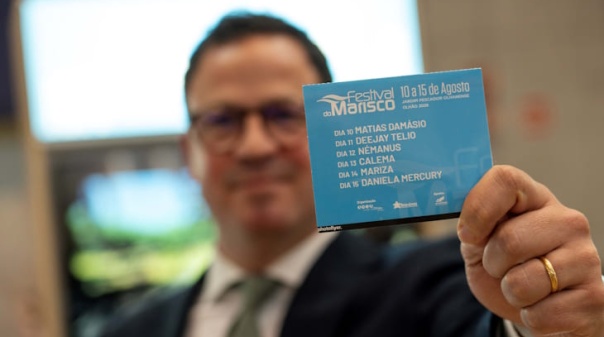 Festival do Marisco
10 a 15 de Agosto
DIA 10 MATIAS DAMÁSIO
DIA 11 DEEJAY TELIO
DIA 12 NÉMANUS
DIA 13 CALEMA
DIA 14 MARIZA
DIA 15 DANIELA MERCURY